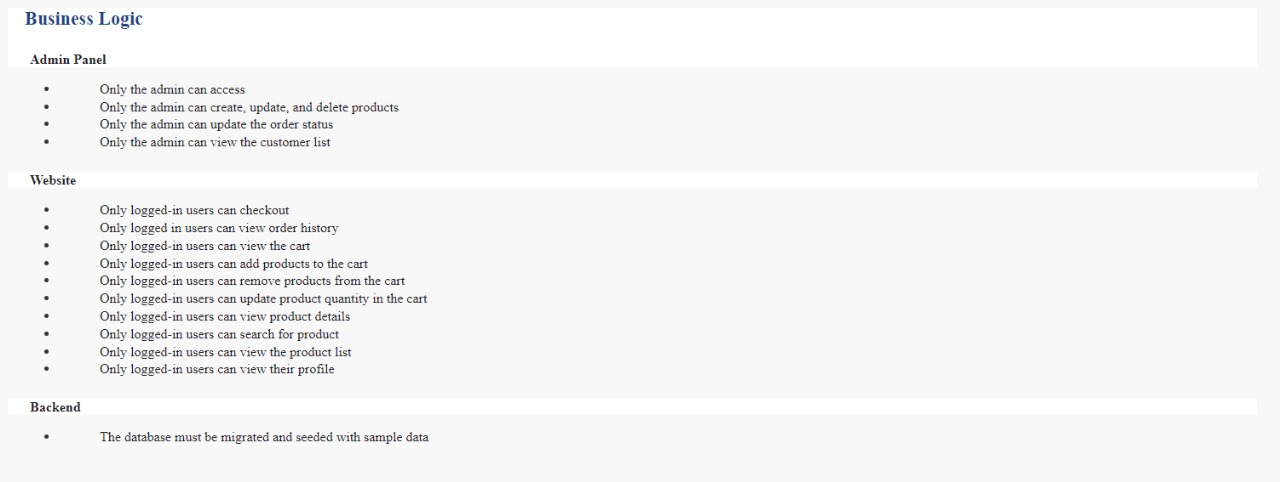 Business Logic
Admin Panel
• Only the admin can access
• Only the admin can create, update, and delete products
• Only the admin can update the order status
• Only the admin can view the customer list
Website
• Only logged-in users can checkout
• Only logged in users can view order history
• Only logged-in users can view the cart
• Only logged-in users can add products to the cart
• Only logged-in users can remove products from the cart
• Only logged-in users can update product quantity in the cart
• Only logged-in users can view product details
• Only logged-in users can search for product
• Only logged-in users can view the product list
• Only logged-in users can view their profile
Backend
• The database must be migrated and seeded with sample data